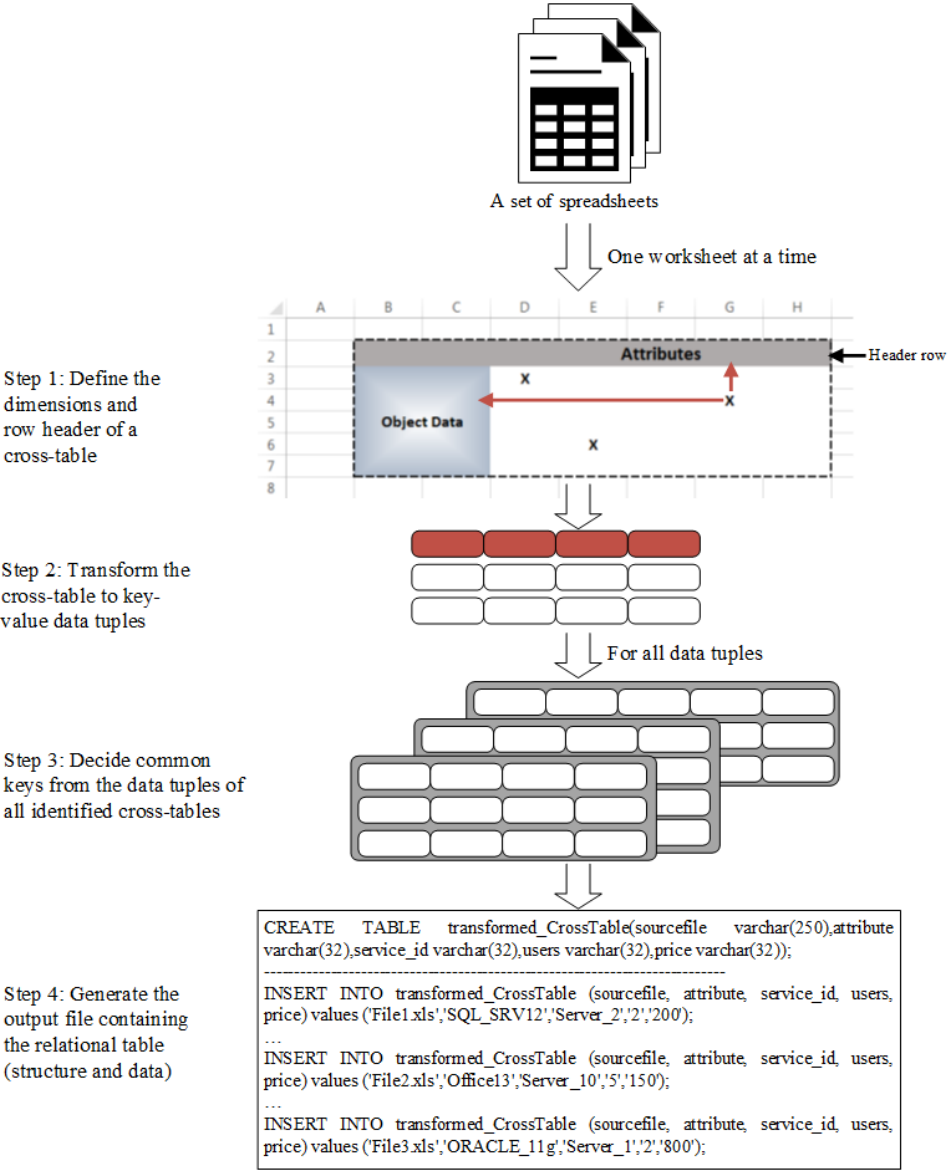 A set of spreadsheets
One worksheet at a time
A B C D E F G H
1
2 Attributes
Header row
3 X
4 X
5 Object Data
6 X
7
8
Step 1: Define the
dimensions and
row header of a
cross-table
Step 2: Transform the
cross-table to key-
value data tuples
For all data tuples
Step 3: Decide common
keys from the data tuples of
all identified cross-tables
Step 4: Generate the
output file containing
the relational table
(structure and data)
CREATE TABLE transformed_CrossTable(sourcefile varchar(250),attribute
varchar(32),service_id varchar(32),users varchar(32),price varchar(32));
--------------------------------------------------------------------------------
INSERT INTO transformed_CrossTable (sourcefile, attribute, service_id, users,
price) values ('File1.xls','SQL_SRV12','Server_2','2','200');
…
INSERT INTO transformed_CrossTable (sourcefile, attribute, service_id, users,
price) values ('File2.xls','Office13','Server_10','5','150');
…
INSERT INTO transformed_CrossTable (sourcefile, attribute, service_id, users,
price) values ('File3.xls','ORACLE_11g','Server_1','2','800');